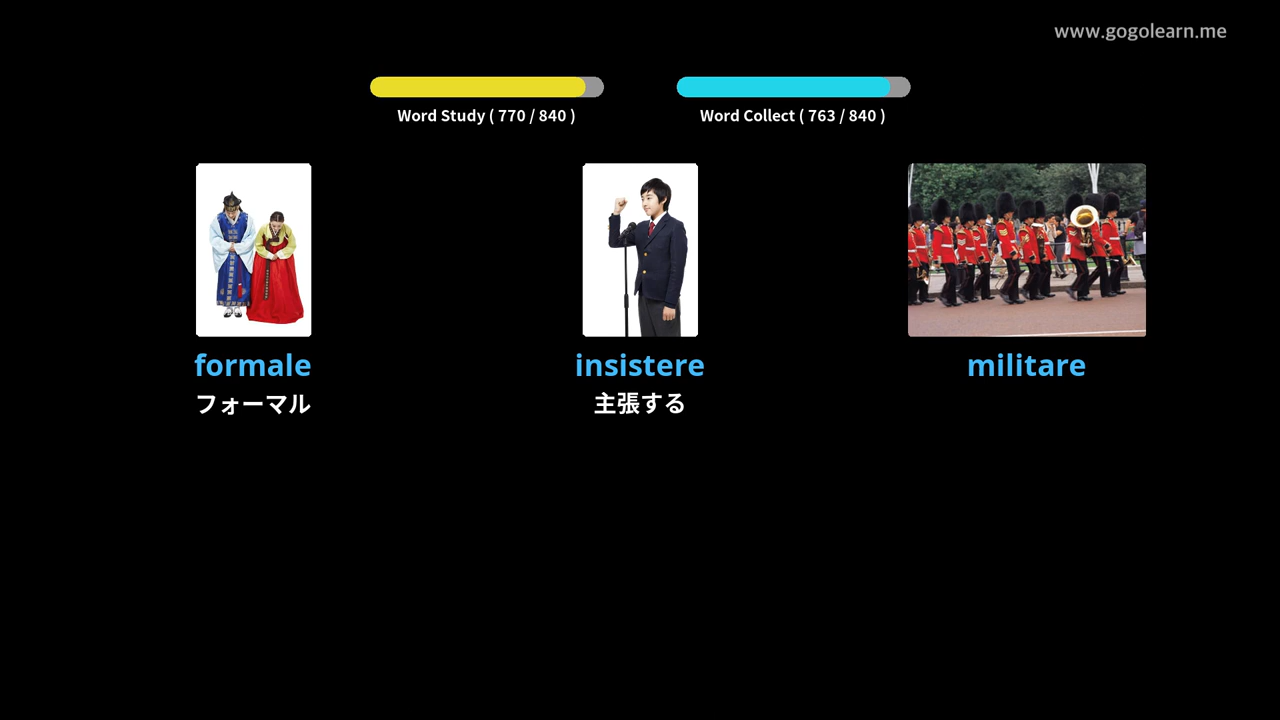 www.gogolearn.me
Word Study ( 770 / 840 )
Word Collect ( 763 / 840 )
formale
insistere
militare
フォーマル
主張する